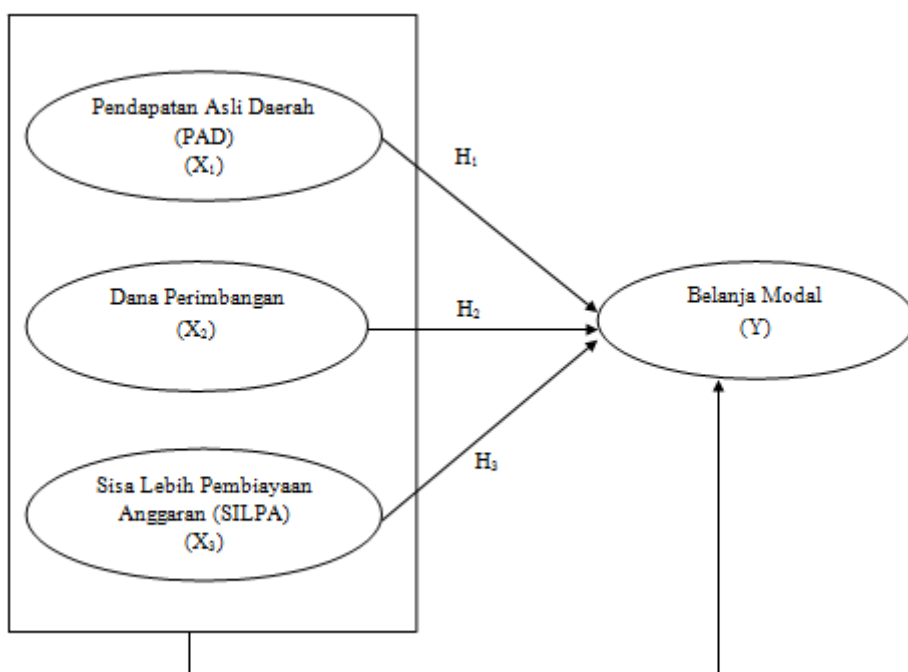 Pendapatan Asli Daerah
(PAD)
(X₁)
H₁
Dana Perimbangan
(X₂)
H₂
Belanja Modal
(Y)
Sisa Lebih Pembiayaan
Anggaran (SILPA)
(X₃)
H₃